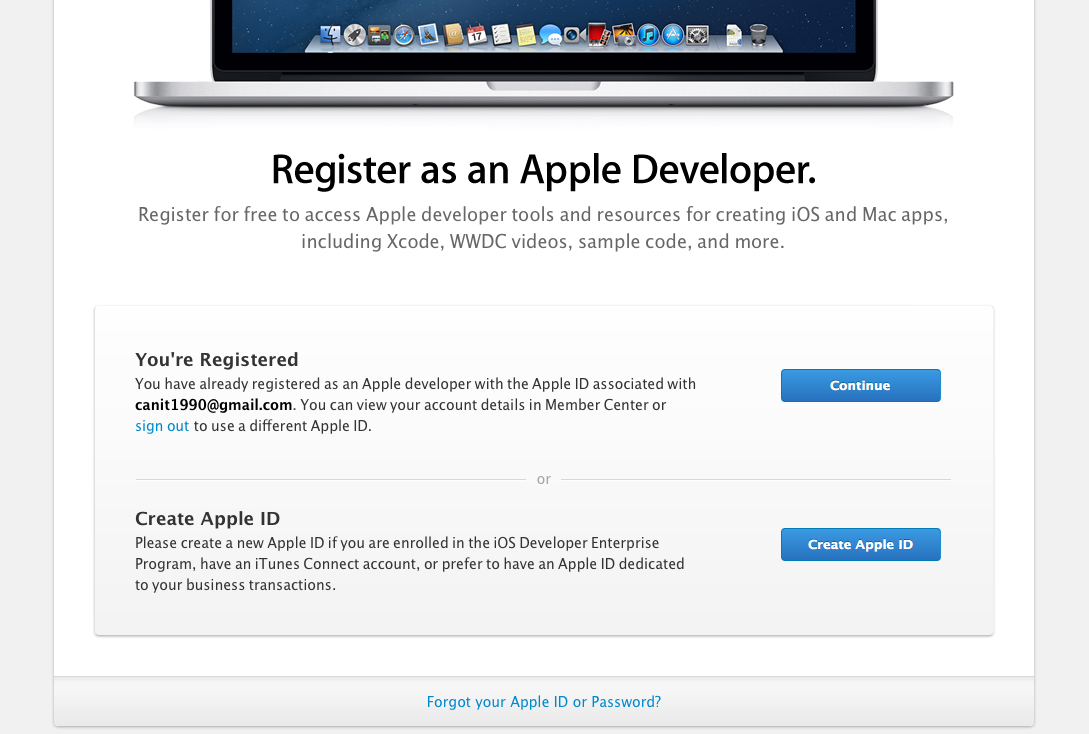 17
Register as an Apple Developer.
Register for free to access Apple developer tools and resources for creating iOS and Mac apps,
including Xcode, WWDC videos, sample code, and more.
You're Registered
You have already registered as an Apple developer with the Apple ID associated with
canit1990@gmail.com. You can view your account details in Member Center or
sign out to use a different Apple ID.
Continue
or
Create Apple ID
Please create a new Apple ID if you are enrolled in the iOS Developer Enterprise
Program, have an iTunes Connect account, or prefer to have an Apple ID dedicated
to your business transactions.
Create Apple ID
Forgot your Apple ID or Password?